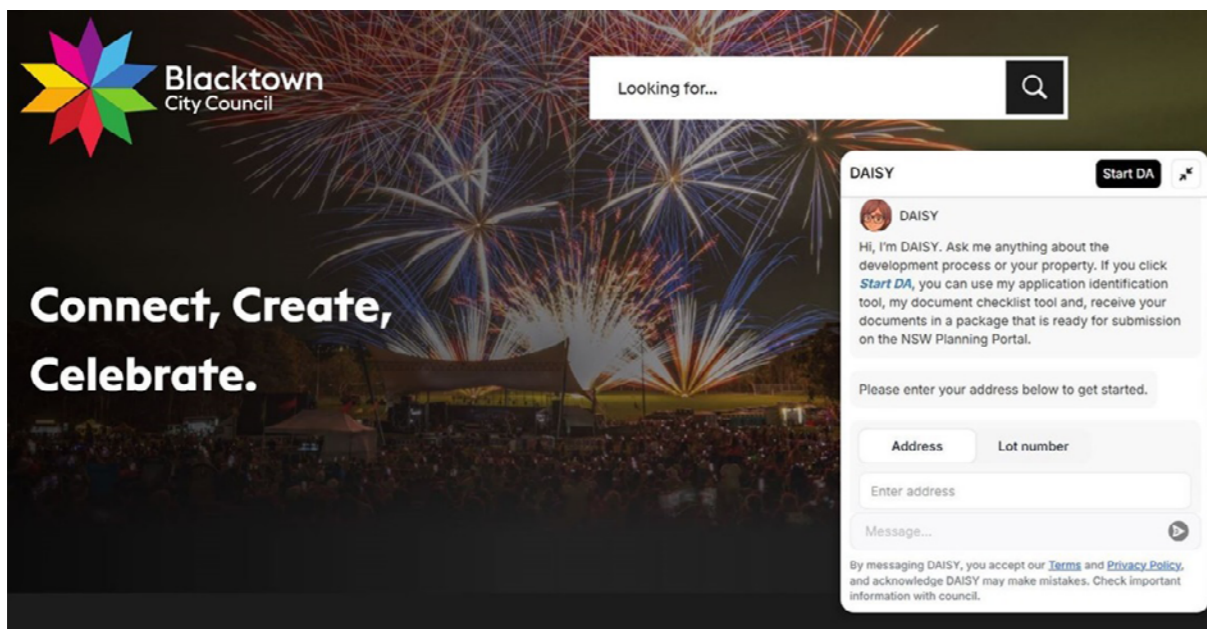 Blacktown
City Council
Looking for...
Connect, Create,
Celebrate.
DAISY
Start DA
DAISY
Hi, I'm DAISY. Ask me anything about the
development process or your property. If you click
Start DA, you can use my application identification
tool, my document checklist tool and, receive your
documents in a package that is ready for submission
on the NSW Planning Portal.
Please enter your address below to get started.
Address
Lot number
Enter address
Message...
By messaging DAISY, you accept our Terms and Privacy Policy,
and acknowledge DAISY may make mistakes. Check important
information with council.